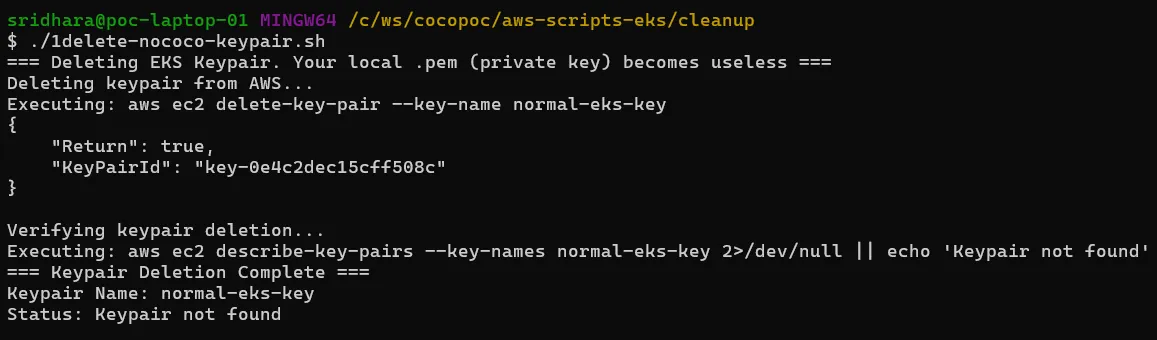 sridhara@poc-laptop-01 MINGW64 /c/ws/cocopoc/aws-scripts-eks/cleanup
$ ./1delete-nococo-keypair.sh
=== Deleting EKS Keypair. Your local .pem (private key) becomes useless ===
Deleting keypair from AWS...
Executing: aws ec2 delete-key-pair --key-name normal-eks-key
{
    "Return": true,
    "KeyPairId": "key-0e4c2dec15cff508c"
}

Verifying keypair deletion...
Executing: aws ec2 describe-key-pairs --key-names normal-eks-key 2>/dev/null || echo 'Keypair not found'
=== Keypair Deletion Complete ===
Keypair Name: normal-eks-key
Status: Keypair not found